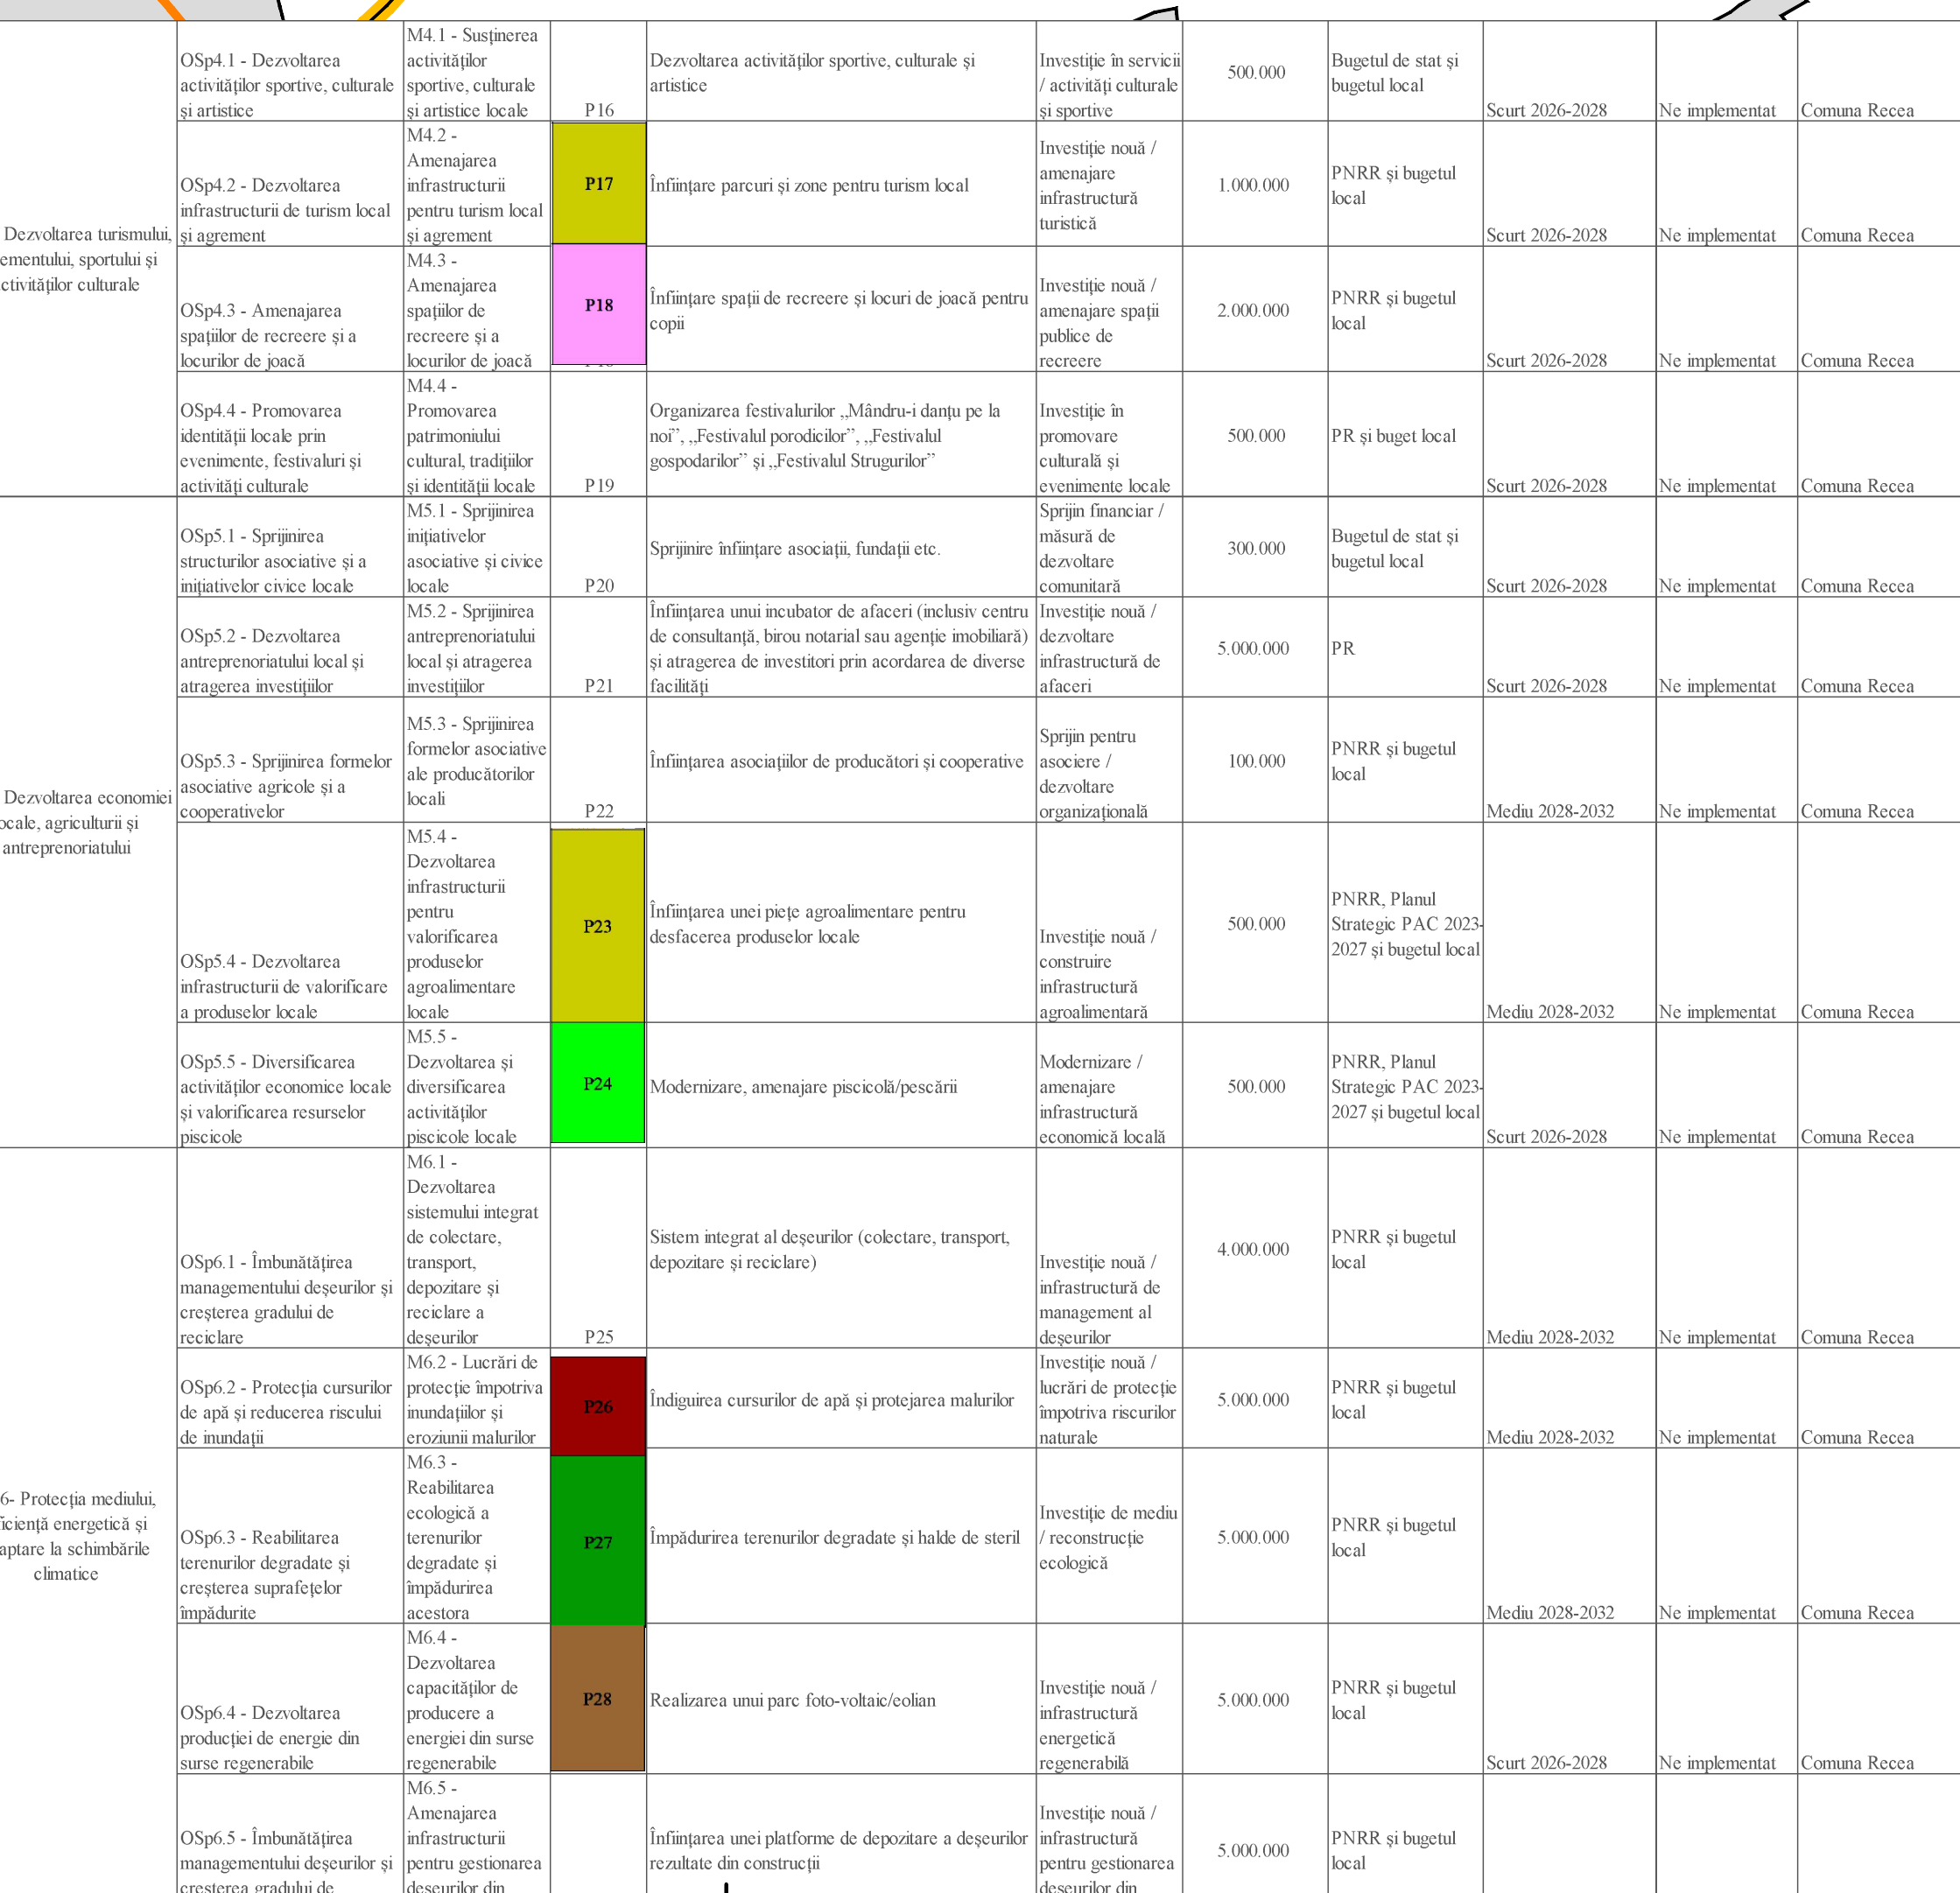 OSp4.1 - Dezvoltarea
activităților sportive, culturale
și artistice
M4.1 - Susținerea
activităților
sportive, culturale
și artistice locale
P16
Dezvoltarea activităților sportive, culturale și
artistice
Investiție în servicii
/ activități culturale
și sportive
500.000
Bugetul de stat și
bugetul local
Scurt 2026-2028
Ne implementat
Comuna Recea
Dezvoltarea turismului,
ementului, sportului și
ctivităților culturale
OSp4.2 - Dezvoltarea
infrastructurii de turism local
și agrement
M4.2 -
Amenajarea
infrastructurii
pentru turism local
și agrement
P17
Înființare parcuri și zone pentru turism local
Investiție nouă /
amenajare
infrastructură
turistică
1.000.000
PNRR și bugetul
local
Scurt 2026-2028
Ne implementat
Comuna Recea
OSp4.3 - Amenajarea
spațiilor de recreere și a
locurilor de joacă
M4.3 -
Amenajarea
spațiilor de
recreere și a
locurilor de joacă
P18
Înființare spații de recreere și locuri de joacă pentru
copii
Investiție nouă /
amenajare spații
publice de
recreere
2.000.000
PNRR și bugetul
local
Scurt 2026-2028
Ne implementat
Comuna Recea
OSp4.4 - Promovarea
identității locale prin
evenimente, festivaluri și
activități culturale
M4.4 -
Promovarea
patrimoniului
cultural, tradițiilor
și identității locale
P19
Organizarea festivalurilor „Mândru-i danțu pe la
noi”, „Festivalul porodicilor”, „Festivalul
gospodarilor” și „Festivalul Strugurilor”
Investiție în
promovare
culturală și
evenimente locale
500.000
PR și buget local
Scurt 2026-2028
Ne implementat
Comuna Recea
Dezvoltarea economiei
ocale, agriculturii și
antreprenoriatului
OSp5.1 - Sprijinirea
structurilor asociative și a
inițiativelor civice locale
M5.1 - Sprijinirea
inițiativelor
asociative și civice
locale
P20
Sprijinire înființare asociații, fundații etc.
Sprijin financiar /
măsură de
dezvoltare
comunitară
300.000
Bugetul de stat și
bugetul local
Scurt 2026-2028
Ne implementat
Comuna Recea
OSp5.2 - Dezvoltarea
antreprenoriatului local și
atragerea investițiilor
M5.2 - Sprijinirea
antreprenoriatului
local și atragerea
investițiilor
P21
Înființarea unui incubator de afaceri (inclusiv centru
de consultanță, birou notarial sau agenție imobiliară)
și atragerea de investitori prin acordarea de diverse
facilități
Investiție nouă /
dezvoltare
infrastructură de
afaceri
5.000.000
PR
Scurt 2026-2028
Ne implementat
Comuna Recea
OSp5.3 - Sprijinirea formelor
asociative agricole și a
cooperativelor
M5.3 - Sprijinirea
formelor asociative
ale producătorilor
locali
P22
Înființarea asociațiilor de producători și cooperative
Sprijin pentru
asociere /
dezvoltare
organizațională
100.000
PNRR și bugetul
local
Mediu 2028-2032
Ne implementat
Comuna Recea
OSp5.4 - Dezvoltarea
infrastructurii de valorificare
a produselor locale
M5.4 -
Dezvoltarea
infrastructurii
pentru
valorificarea
produselor
agroalimentare
locale
P23
Înființarea unei piețe agroalimentare pentru
desfacerea produselor locale
Investiție nouă /
construire
infrastructură
agroalimentară
500.000
PNRR, Planul
Strategic PAC 2023-
2027 și bugetul local
Mediu 2028-2032
Ne implementat
Comuna Recea
OSp5.5 - Diversificarea
activităților economice locale
și valorificarea resurselor
piscicole
M5.5 -
Dezvoltarea și
diversificarea
activităților
piscicole locale
P24
Modernizare, amenajare piscicolă/pescării
Modernizare /
amenajare
infrastructură
economică locală
500.000
PNRR, Planul
Strategic PAC 2023-
2027 și bugetul local
Scurt 2026-2028
Ne implementat
Comuna Recea
6- Protecția mediului,
iciență energetică și
aptare la schimbările
climatice
OSp6.1 - Îmbunătățirea
managementului deșeurilor și
creșterea gradului de
reciclare
M6.1 -
Dezvoltarea
sistemului integrat
de colectare,
transport,
depozitare și
reciclare a
deșeurilor
P25
Sistem integrat al deșeurilor (colectare, transport,
depozitare și reciclare)
Investiție nouă /
infrastructură de
management al
deșeurilor
4.000.000
PNRR și bugetul
local
Mediu 2028-2032
Ne implementat
Comuna Recea
OSp6.2 - Protecția cursurilor
de apă și reducerea riscului
de inundații
M6.2 - Lucrări de
protecție împotriva
inundațiilor și
eroziunii malurilor
P26
Îndiguirea cursurilor de apă și protejarea malurilor
Investiție nouă /
lucrări de protecție
împotriva riscurilor
naturale
5.000.000
PNRR și bugetul
local
Mediu 2028-2032
Ne implementat
Comuna Recea
OSp6.3 - Reabilitarea
terenurilor degradate și
creșterea suprafețelor
împădurite
M6.3 -
Reabilitarea
ecologică a
terenurilor
degradate și
împădurirea
acestora
P27
Împădurirea terenurilor degradate și halde de steril
Investiție de mediu
/ reconstrucție
ecologică
5.000.000
PNRR și bugetul
local
Mediu 2028-2032
Ne implementat
Comuna Recea
OSp6.4 - Dezvoltarea
producției de energie din
surse regenerabile
M6.4 -
Dezvoltarea
capacităților de
producere a
energiei din surse
regenerabile
P28
Realizarea unui parc foto-voltaic/eolian
Investiție nouă /
infrastructură
energetică
regenerabilă
5.000.000
PNRR și bugetul
local
Scurt 2026-2028
Ne implementat
Comuna Recea
OSp6.5 - Îmbunătățirea
managementului deșeurilor și
creșterea gradului de
M6.5 -
Amenajarea
infrastructurii
pentru gestionarea
deșeurilor din
Înființarea unei platforme de depozitare a deșeurilor
rezultate din construcții
Investiție nouă /
infrastructură
pentru gestionarea
deșeurilor din
5.000.000
PNRR și bugetul
local